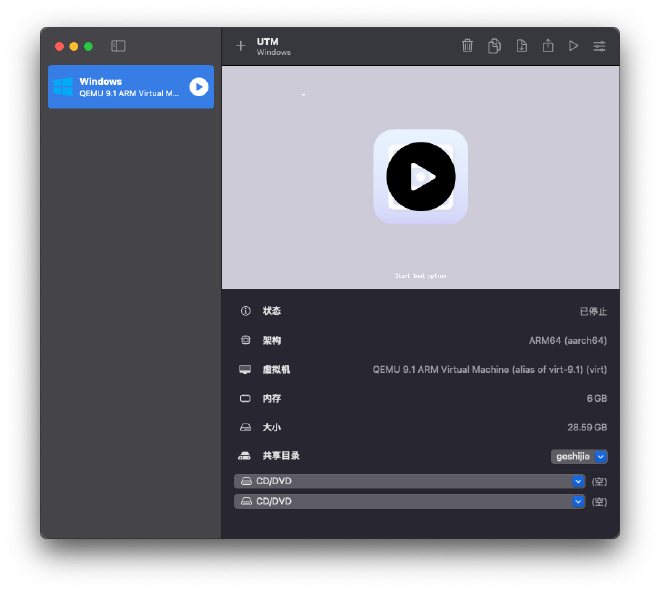 UTM
Windows
Windows
QEMU 9.1 ARM Virtual M...
Start boot option
状态
已停止
架构
ARM64 (aarch64)
虚拟机
QEMU 9.1 ARM Virtual Machine (alias of virt-9.1) (virt)
内存
6 GB
大小
28.59 GB
共享目录
geshijie
CD/DVD
(空)
CD/DVD
(空)